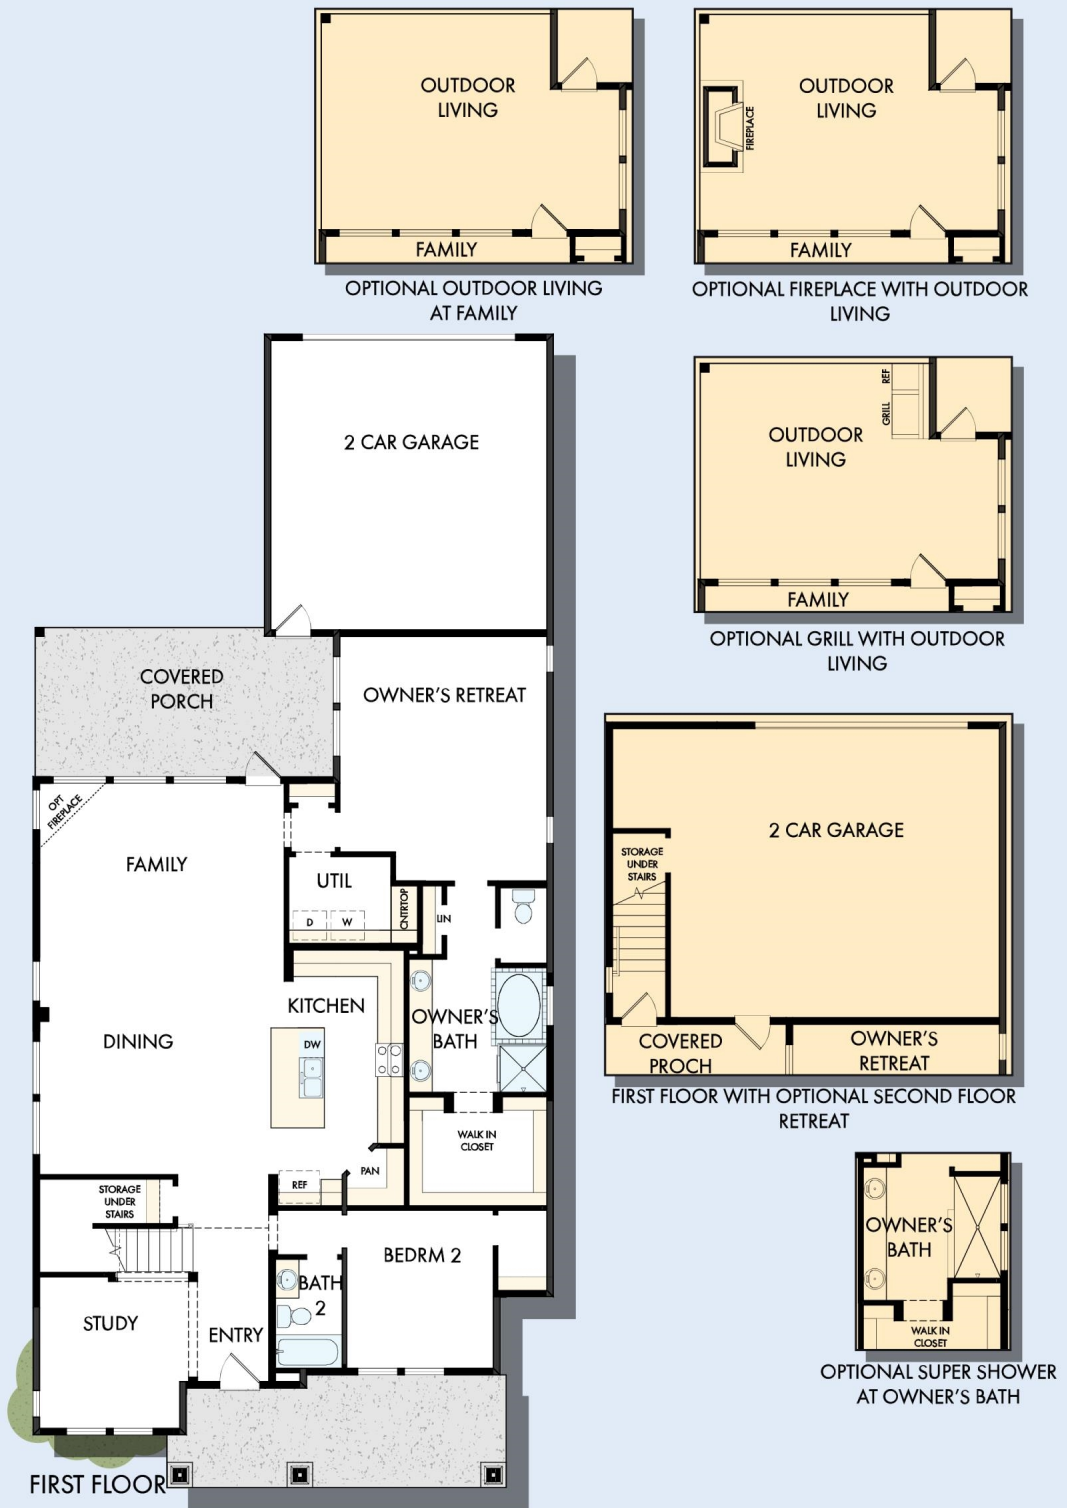 OUTDOOR
LIVING
FAMILY
OPTIONAL OUTDOOR LIVING
AT FAMILY
OUTDOOR
LIVING
FIREPLACE
FAMILY
OPTIONAL FIREPLACE WITH OUTDOOR
LIVING
REF
GRILL
OUTDOOR
LIVING
FAMILY
OPTIONAL GRILL WITH OUTDOOR
LIVING
2 CAR GARAGE
COVERED
PORCH
OWNER'S RETREAT
OPT
FIREPLACE
FAMILY
UTIL
D
W
CNTRTOP
LIN
KITCHEN
DINING
DW
OWNER'S
BATH
WALK IN
CLOSET
PAN
REF
STORAGE
UNDER
STAIRS
BEDRM 2
BATH
2
STUDY
ENTRY
FIRST FLOOR
2 CAR GARAGE
STORAGE
UNDER
STAIRS
COVERED
PROCH
OWNER'S
RETREAT
FIRST FLOOR WITH OPTIONAL SECOND FLOOR
RETREAT
OWNER'S
BATH
WALK IN
CLOSET
OPTIONAL SUPER SHOWER
AT OWNER'S BATH